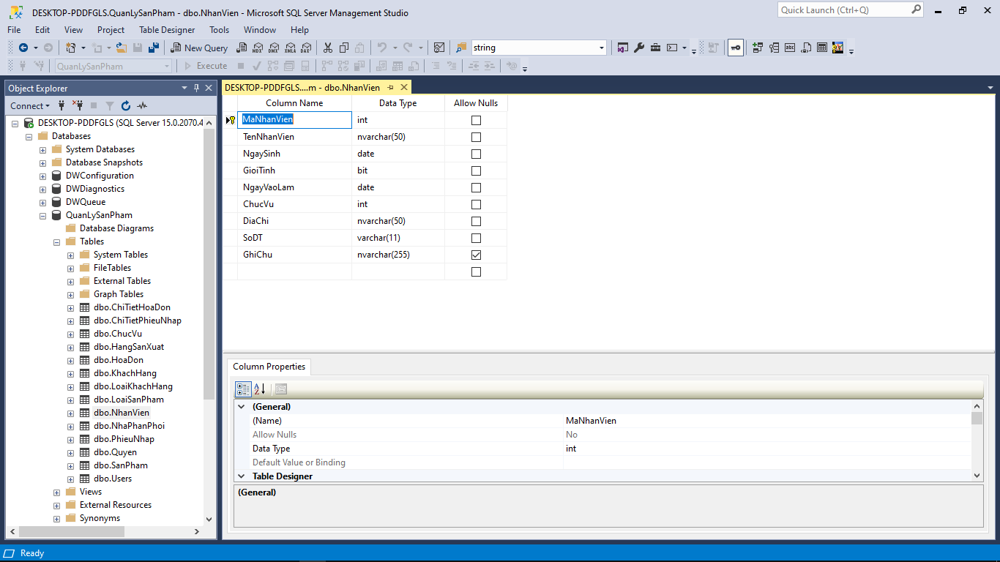 DESKTOP-PDDFGLS.QuanLySanPham - dbo.NhanVien - Microsoft SQL Server Management Studio
Quick Launch (Ctrl+Q)
File Edit View Project Table Designer Tools Window Help
New Query MDX DMX XMLA DAX string
QuanLySanPham Execute
Object Explorer
Connect
DESKTOP-PDDFGLS (SQL Server 15.0.2070.4
Databases
System Databases
Database Snapshots
DWConfiguration
DWDiagnostics
DWQueue
QuanLySanPham
Database Diagrams
Tables
System Tables
FileTables
External Tables
Graph Tables
dbo.ChiTietHoaDon
dbo.ChiTietPhieuNhap
dbo.ChucVu
dbo.HangSanXuat
dbo.HoaDon
dbo.KhachHang
dbo.LoaiKhachHang
dbo.LoaiSanPham
dbo.NhanVien
dbo.NhaPhanPhoi
dbo.PhieuNhap
dbo.Quyen
dbo.SanPham
dbo.Users
Views
External Resources
Synonyms
DESKTOP-PDDFGLS....m - dbo.NhanVien
Column Name Data Type Allow Nulls
MaNhanVien int
TenNhanVien nvarchar(50)
NgaySinh date
GioiTinh bit
NgayVaoLam date
ChucVu int
DiaChi nvarchar(50)
SoDT varchar(11)
GhiChu nvarchar(255)
Column Properties
(General)
(Name) MaNhanVien
Allow Nulls No
Data Type int
Default Value or Binding
Table Designer
(General)
Ready